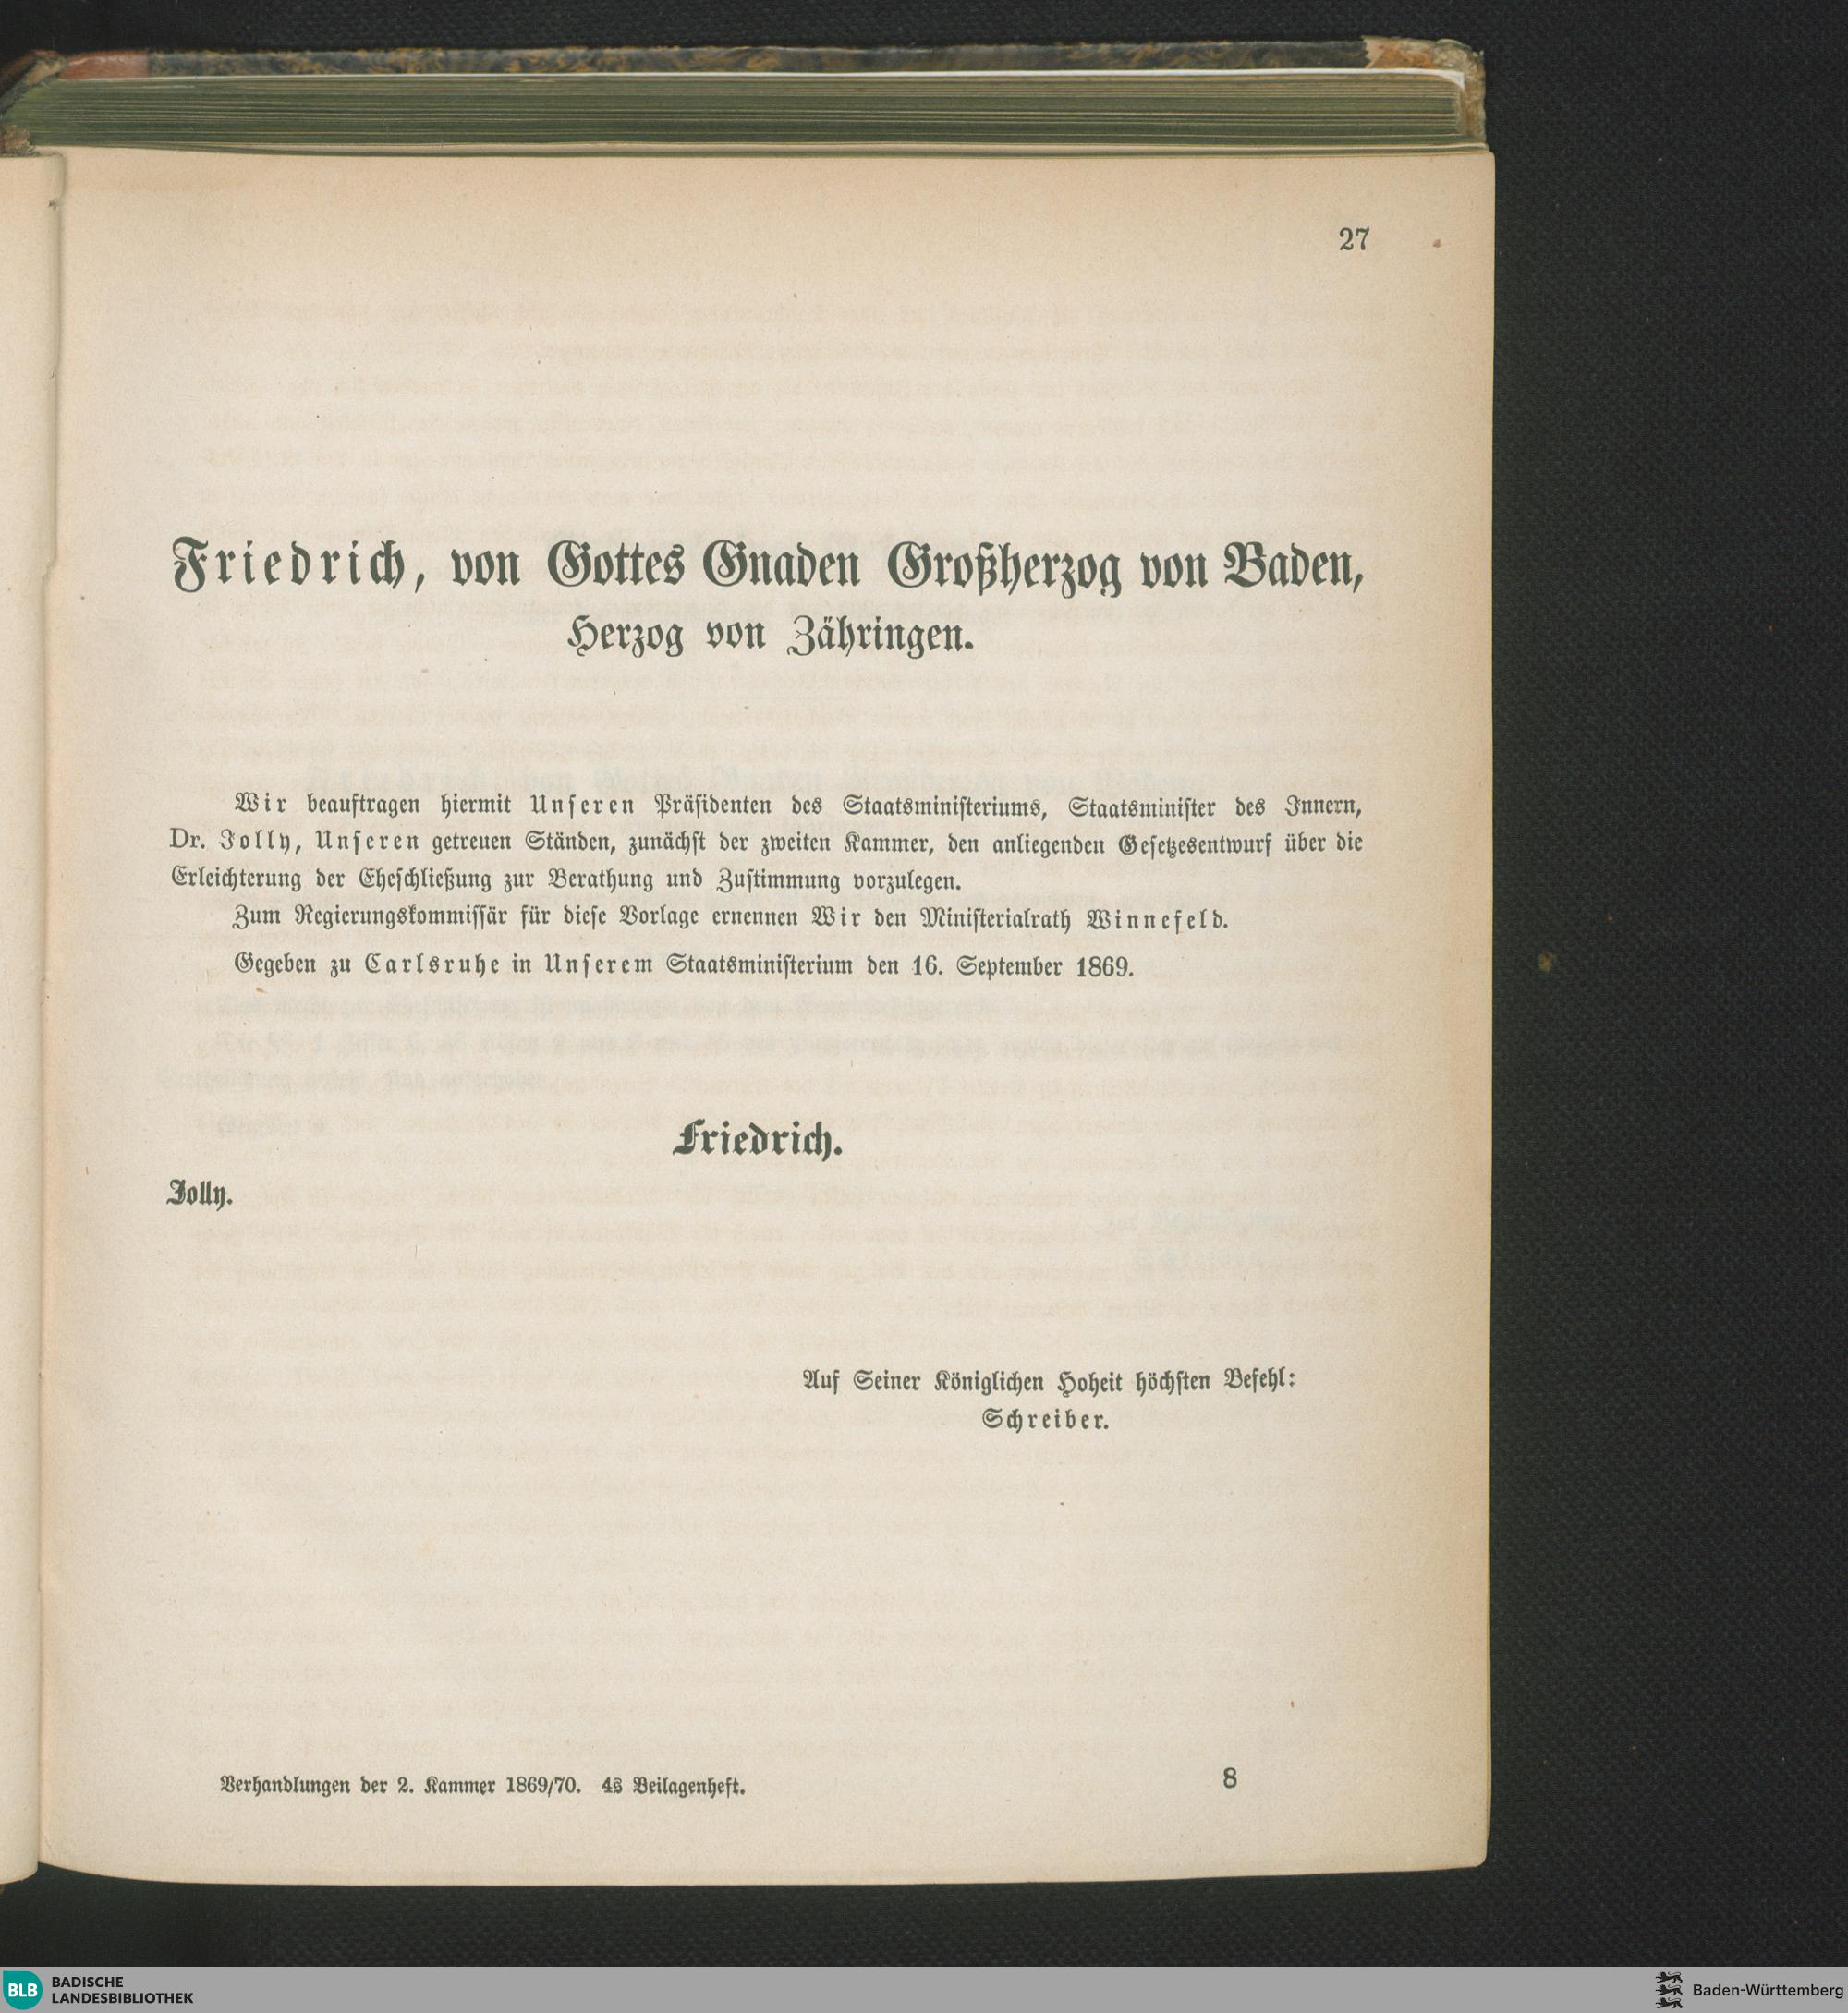 27
Friedrich, von Gottes Gnaden Großherzog von Baden,
Herzog von Zähringen.
Wir beauftragen hiermit Unseren Präsidenten des Staatsministeriums, Staatsminister des Innern,
Dr. Jolly, Unseren getreuen Ständen, zunächst der zweiten Kammer, den anliegenden Gesetzesentwurf über die
Erleichterung der Eheschließung zur Berathung und Zustimmung vorzulegen.
Zum Regierungskommissär für diese Vorlage ernennen Wir den Ministerialrath Winnefeld.
Gegeben zu Carlsruhe in Unserem Staatsministerium den 16. September 1869.
Friedrich.
Jolly.
Auf Seiner Königlichen Hoheit höchsten Befehl:
Schreiber.
Verhandlungen der 2. Kammer 1869/70. 4s Beilagenheft. 8
BLB BADISCHE
LANDESBIBLIOTHEK
Baden-Württemberg